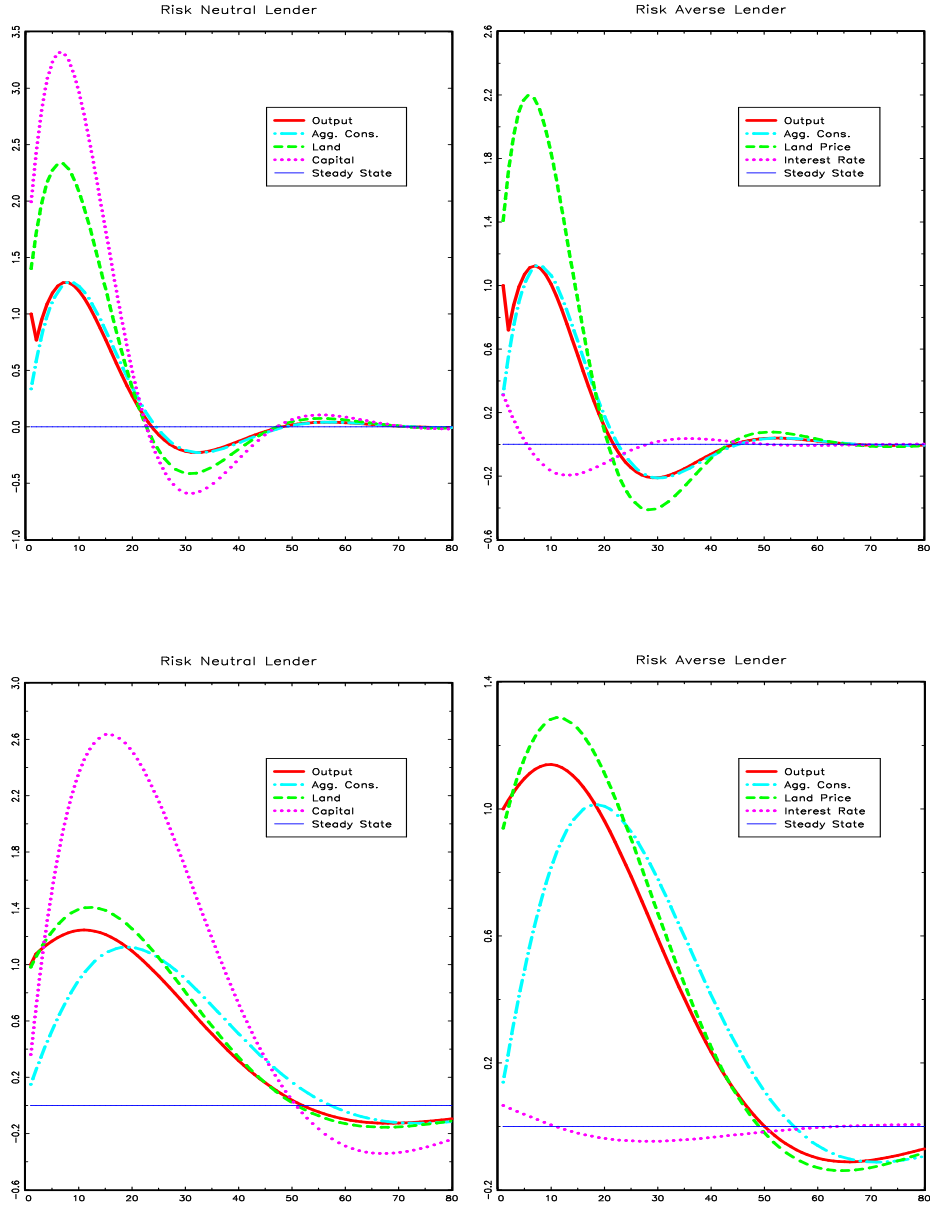 Risk Neutral Lender
3.5
3.0
2.5
2.0
1.5
1.0
0.5
0.0
−0.5
−1.0
Output
Agg. Cons.
Land
Capital
Steady State
0 10 20 30 40 50 60 70 80
Risk Averse Lender
2.6
2.2
1.8
1.4
1.0
0.6
0.2
−0.2
−0.6
Output
Agg. Cons.
Land Price
Interest Rate
Steady State
0 10 20 30 40 50 60 70 80
Risk Neutral Lender
3.0
2.6
2.2
1.8
1.4
1.0
0.6
0.2
−0.2
−0.6
Output
Agg. Cons.
Land
Capital
Steady State
0 10 20 30 40 50 60 70 80
Risk Averse Lender
1.4
1.0
0.6
0.2
−0.2
Output
Agg. Cons.
Land Price
Interest Rate
Steady State
0 10 20 30 40 50 60 70 80